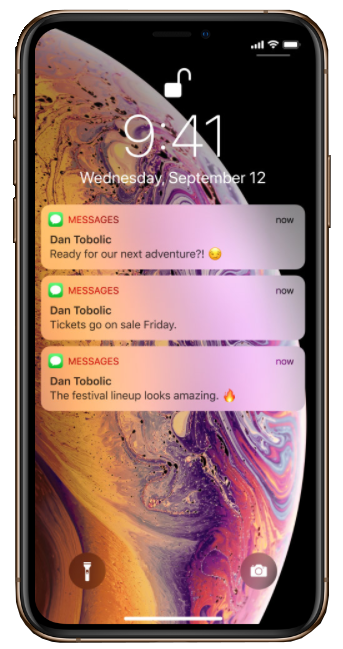 9:41
Wednesday, September 12
MESSAGES now
Dan Tobolic
Ready for our next adventure?! 😏
MESSAGES now
Dan Tobolic
Tickets go on sale Friday.
MESSAGES now
Dan Tobolic
The festival lineup looks amazing. 🔥